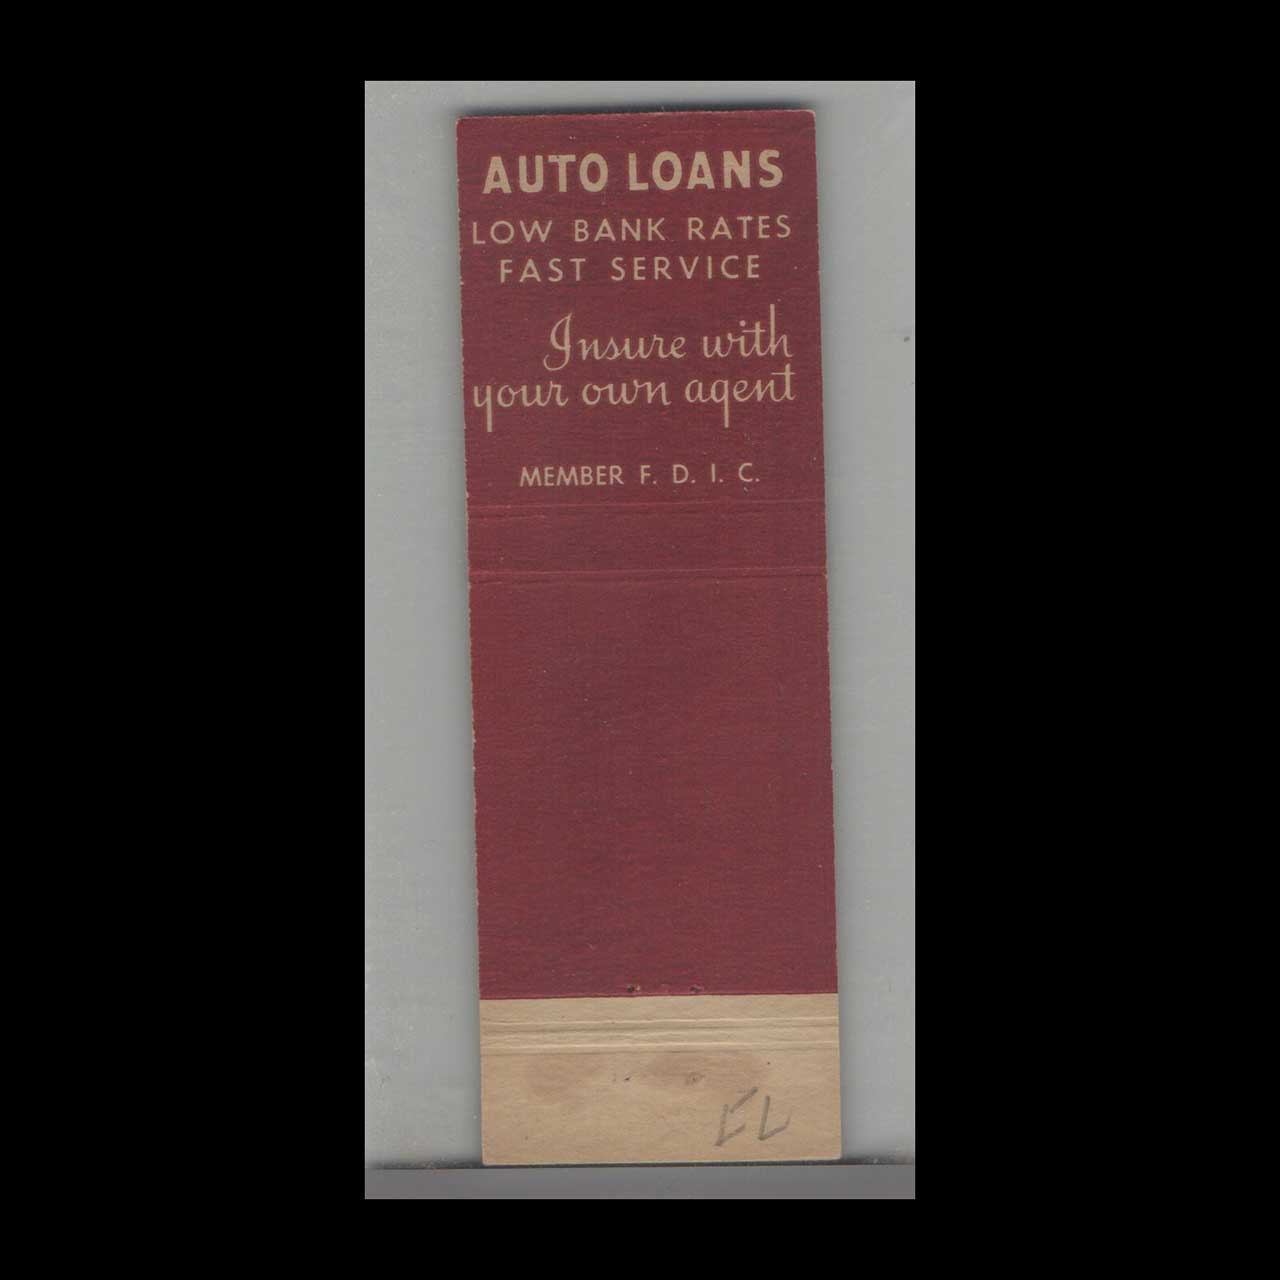 AUTO LOANS
LOW BANK RATES
FAST SERVICE
Insure with
your own agent
MEMBER F. D. I. C.